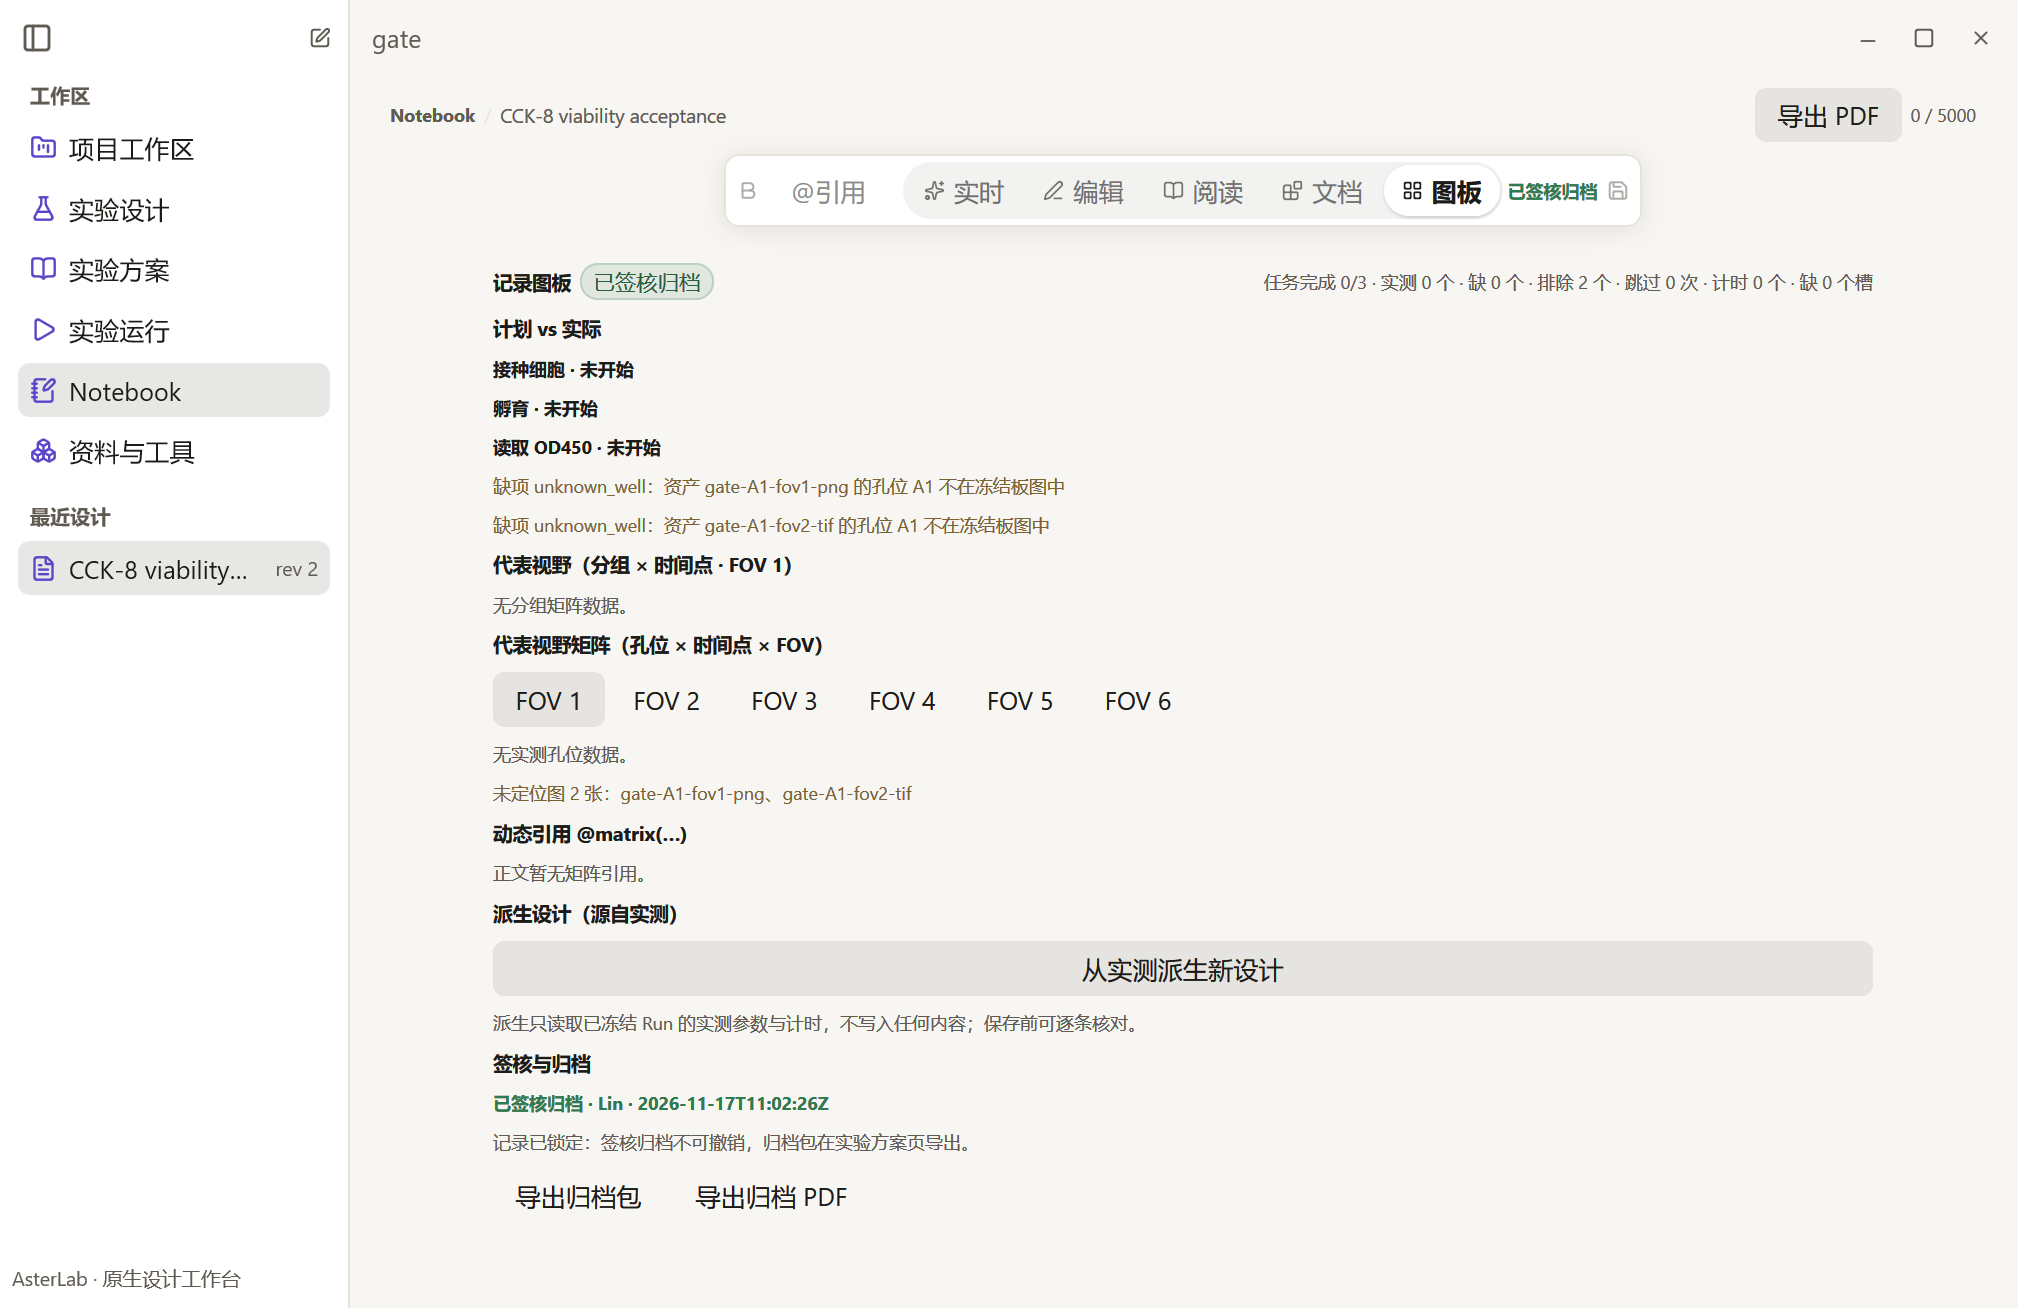 gate
工作区
项目工作区
实验设计
实验方案
实验运行
Notebook
资料与工具
最近设计
CCK-8 viability... rev 2
AsterLab · 原生设计工作台
Notebook / CCK-8 viability acceptance
导出 PDF 0 / 5000
B @引用 实时 编辑 阅读 文档 图板 已签核归档
记录图板 已签核归档 任务完成 0/3 · 实测 0 个 · 缺 0 个 · 排除 2 个 · 跳过 0 次 · 计时 0 个 · 缺 0 个槽
计划 vs 实际
接种细胞 · 未开始
孵育 · 未开始
读取 OD450 · 未开始
缺项 unknown_well：资产 gate-A1-fov1-png 的孔位 A1 不在冻结板图中
缺项 unknown_well：资产 gate-A1-fov2-tif 的孔位 A1 不在冻结板图中
代表视野（分组 × 时间点 · FOV 1）
无分组矩阵数据。
代表视野矩阵（孔位 × 时间点 × FOV）
FOV 1 FOV 2 FOV 3 FOV 4 FOV 5 FOV 6
无实测孔位数据。
未定位图 2 张：gate-A1-fov1-png、gate-A1-fov2-tif
动态引用 @matrix(...)
正文暂无矩阵引用。
派生设计（源自实测）
从实测派生新设计
派生只读取已冻结 Run 的实测参数与计时，不写入任何内容；保存前可逐条核对。
签核与归档
已签核归档 · Lin · 2026-11-17T11:02:26Z
记录已锁定：签核归档不可撤销，归档包在实验方案页导出。
导出归档包 导出归档 PDF